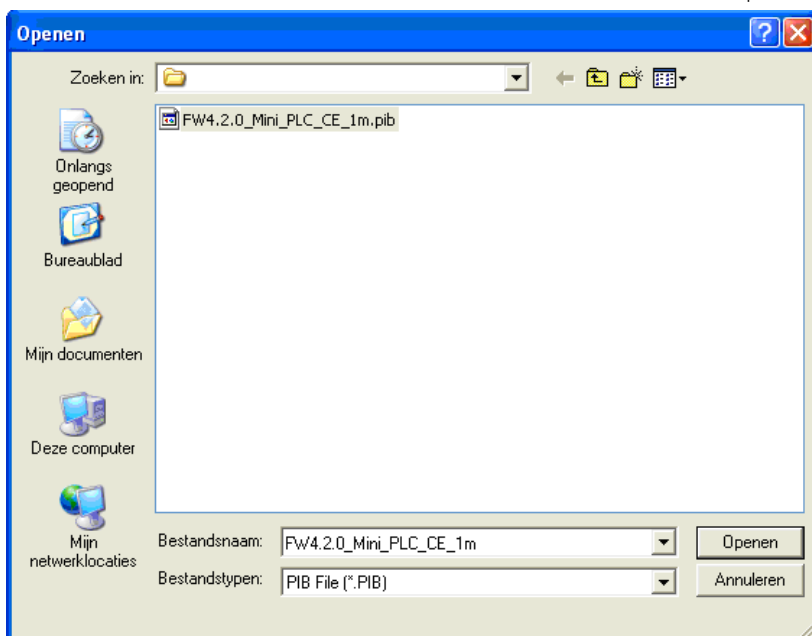 Openen
Zoeken in:
FW4.2.0_Mini_PLC_CE_1m.pib
Onlangs
geopend
Bureaublad
Mijn documenten
Deze computer
Mijn
netwerklocaties
Bestandsnaam: FW4.2.0_Mini_PLC_CE_1m Openen
Bestandstypen: PIB File (*.PIB) Annuleren